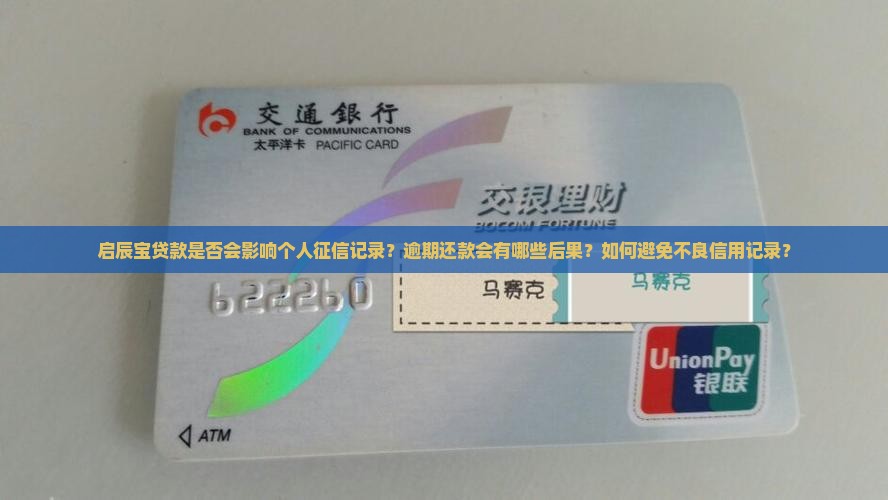 交通銀行
BANK OF COMMUNICATIONS
太平洋卡 PACIFIC CARD
交银理财
BOCOM FORTUNE
启辰宝贷款是否会影响个人征信记录？逾期还款会有哪些后果？如何避免不良信用记录？
622260
马赛克
马赛克
UnionPay
银联
ATM